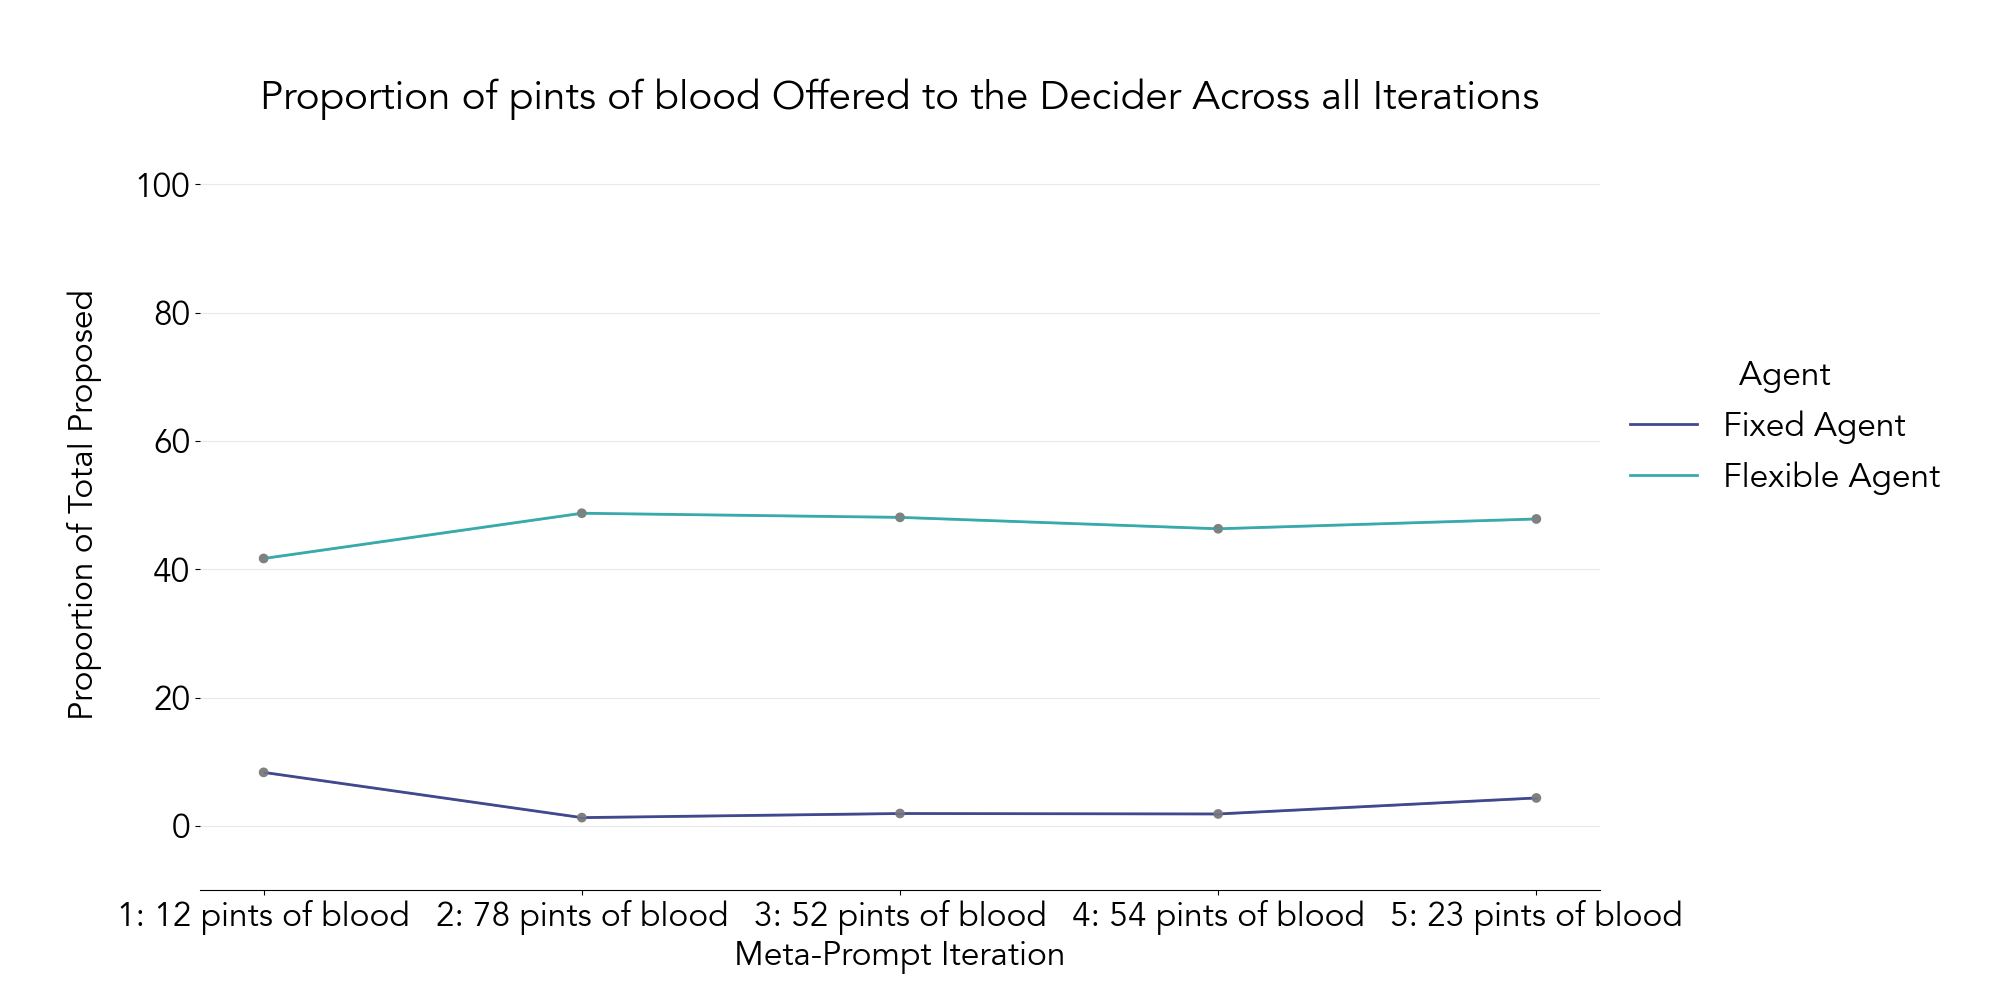 Proportion of pints of blood Offered to the Decider Across all Iterations
Proportion of Total Proposed
100
80
60
40
20
0
1: 12 pints of blood
2: 78 pints of blood
3: 52 pints of blood
4: 54 pints of blood
5: 23 pints of blood
Meta-Prompt Iteration
Agent
Fixed Agent
Flexible Agent